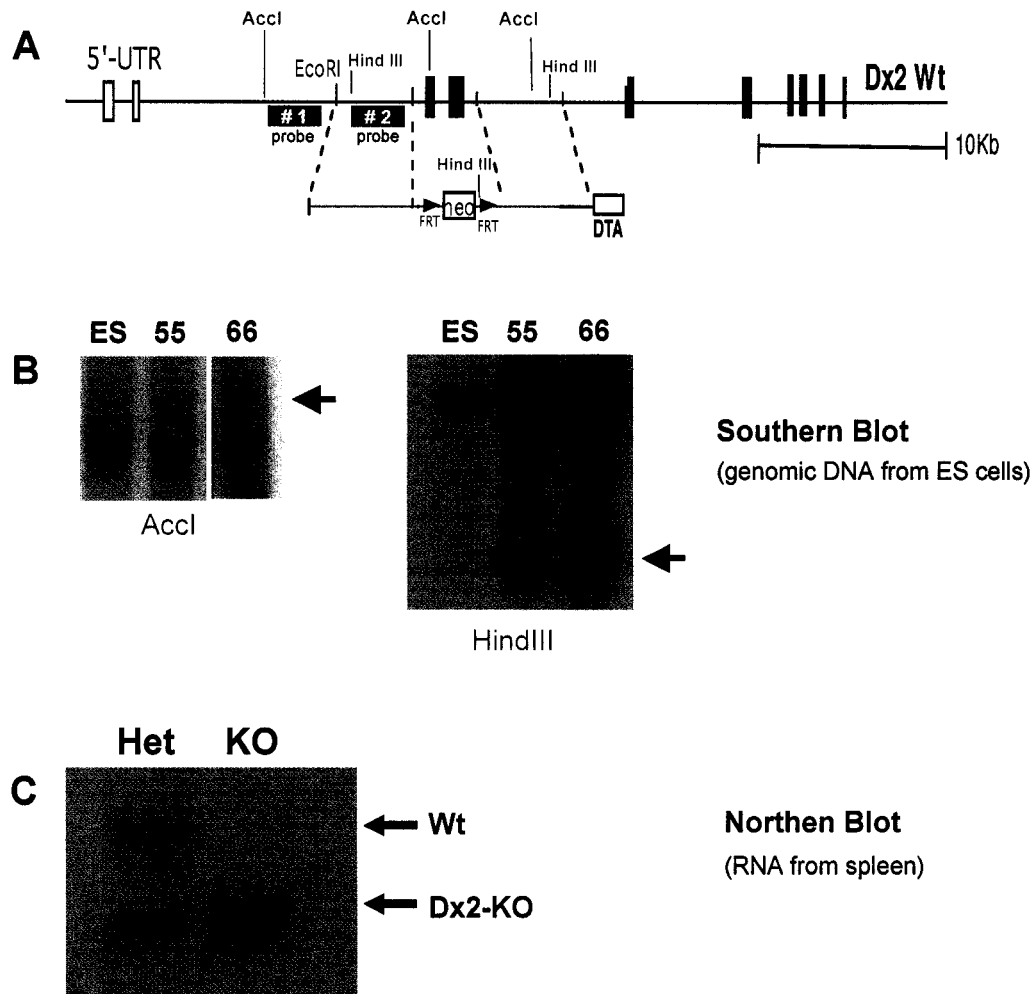 A
AccI
AccI
AccI
5'-UTR
EcoRI
Hind III
Hind III
Dx2 Wt
# 1
probe
# 2
probe
10Kb
Hind III
FRT
neo
FRT
DTA
B
ES 55 66
AccI
ES 55 66
HindIII
Southern Blot
(genomic DNA from ES cells)
C
Het KO
Wt
Dx2-KO
Northen Blot
(RNA from spleen)